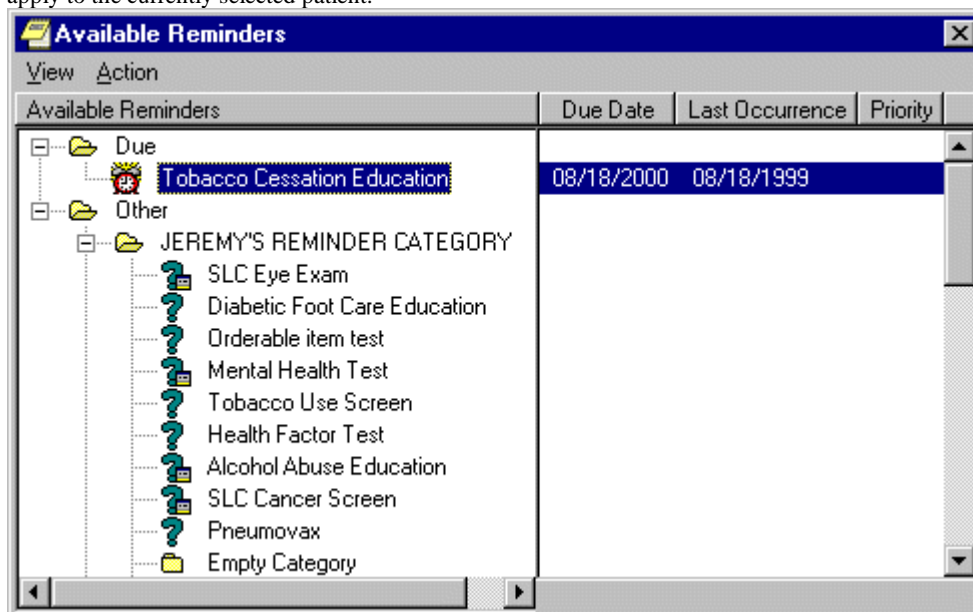 apply to the currently selected patient.
Available Reminders
View Action
Available Reminders Due Date Last Occurrence Priority
Due
Tobacco Cessation Education 08/18/2000 08/18/1999
Other
JEREMY'S REMINDER CATEGORY
SLC Eye Exam
Diabetic Foot Care Education
Orderable item test
Mental Health Test
Tobacco Use Screen
Health Factor Test
Alcohol Abuse Education
SLC Cancer Screen
Pneumovax
Empty Category